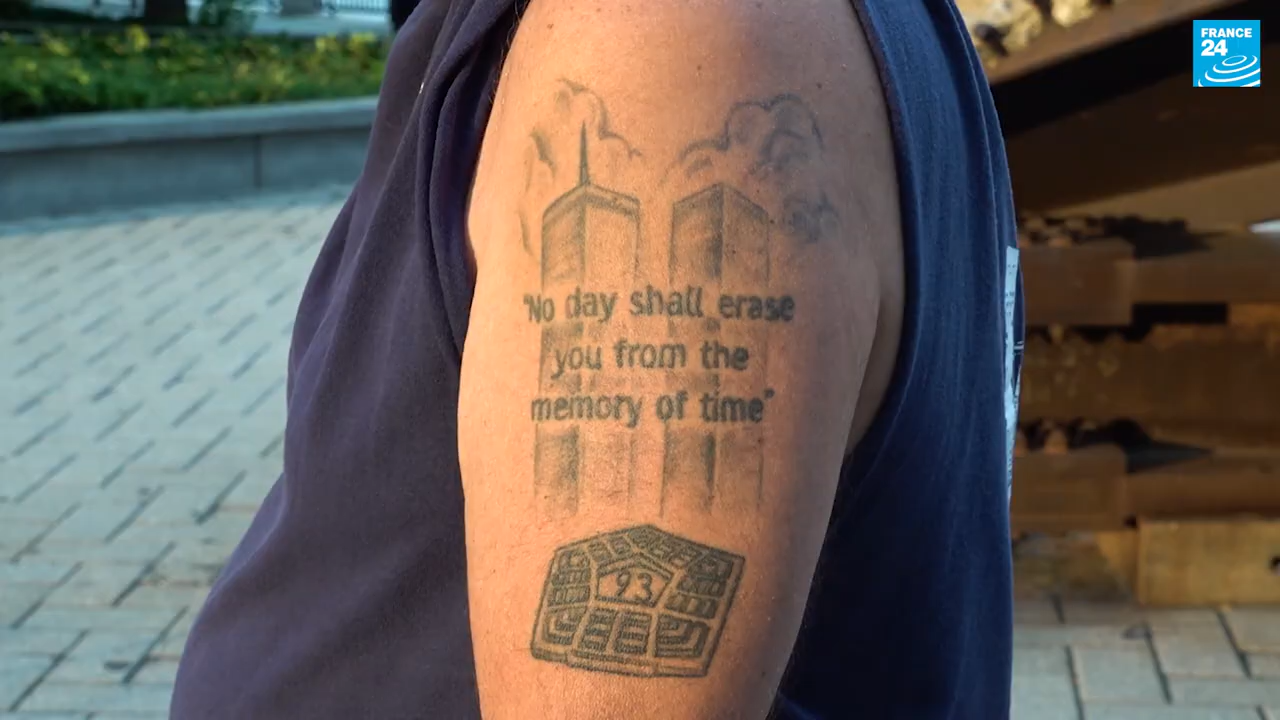 FRANCE
24
"No day shall erase
you from the
memory of time"
93